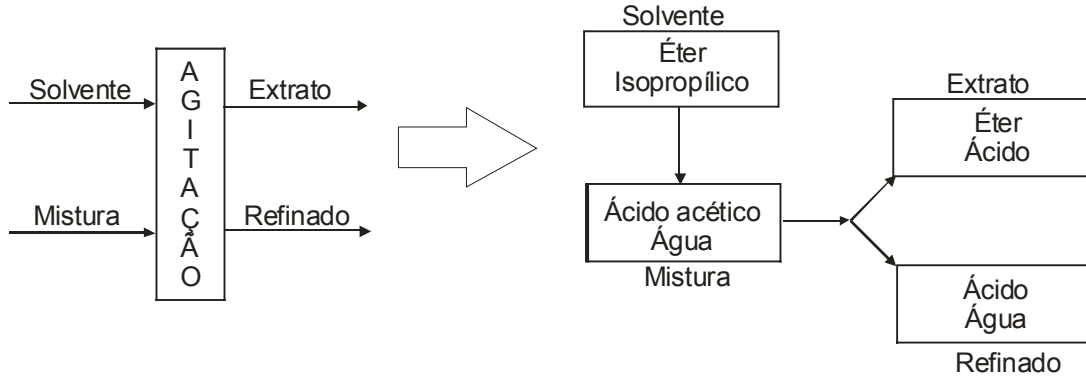 Solvente
Mistura
A
G
I
T
A
Ç
Ã
O
Extrato
Refinado
Solvente
Éter
Isopropílico
Ácido acético
Água
Mistura
Extrato
Éter
Ácido
Ácido
Água
Refinado